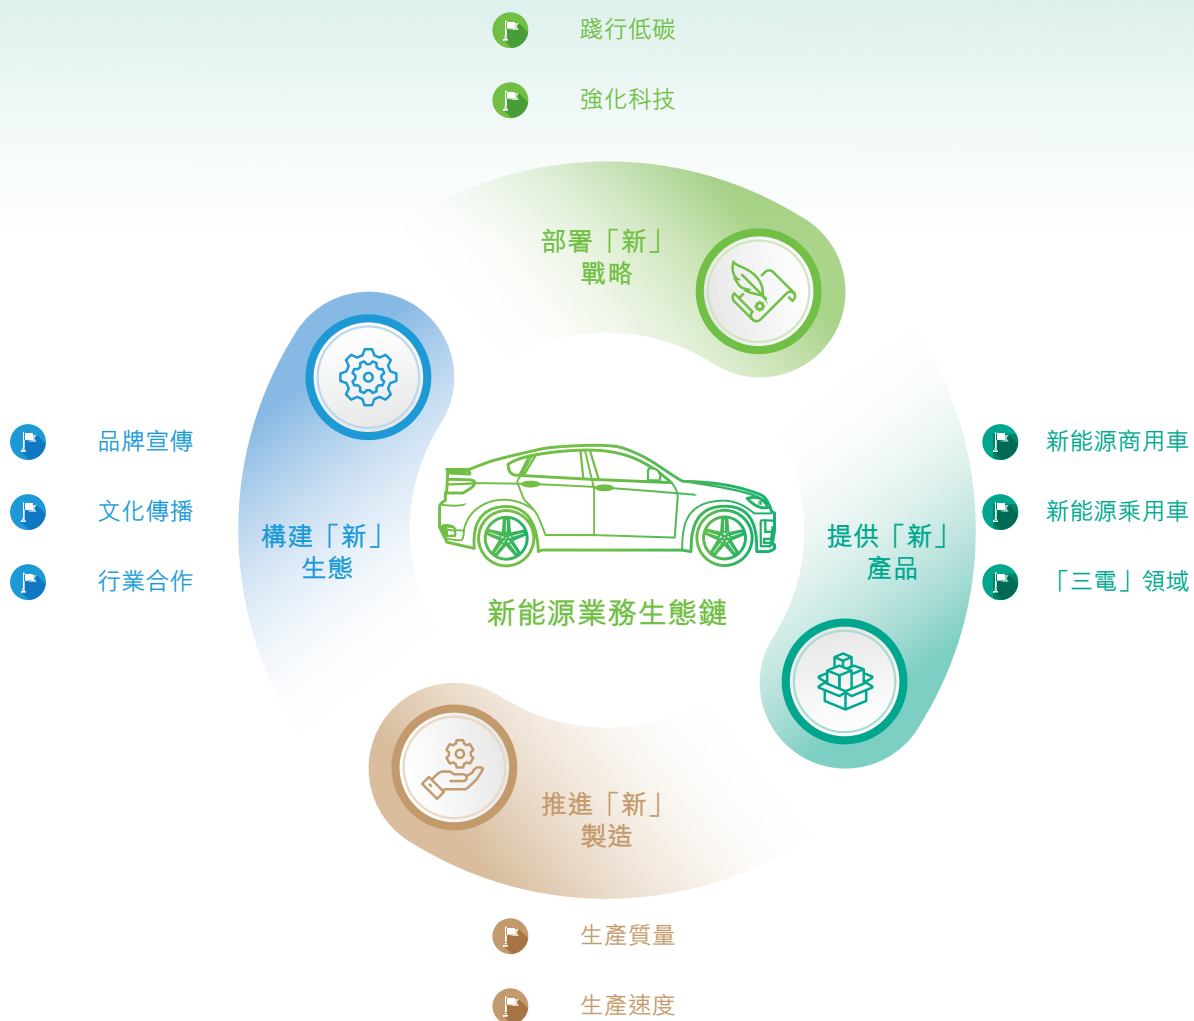 踐行低碳
強化科技
部署「新」
戰略
品牌宣傳
文化傳播
行業合作
構建「新」
生態
新能源業務生態鏈
提供「新」
產品
新能源商用車
新能源乘用車
「三電」領域
推進「新」
製造
生產質量
生產速度